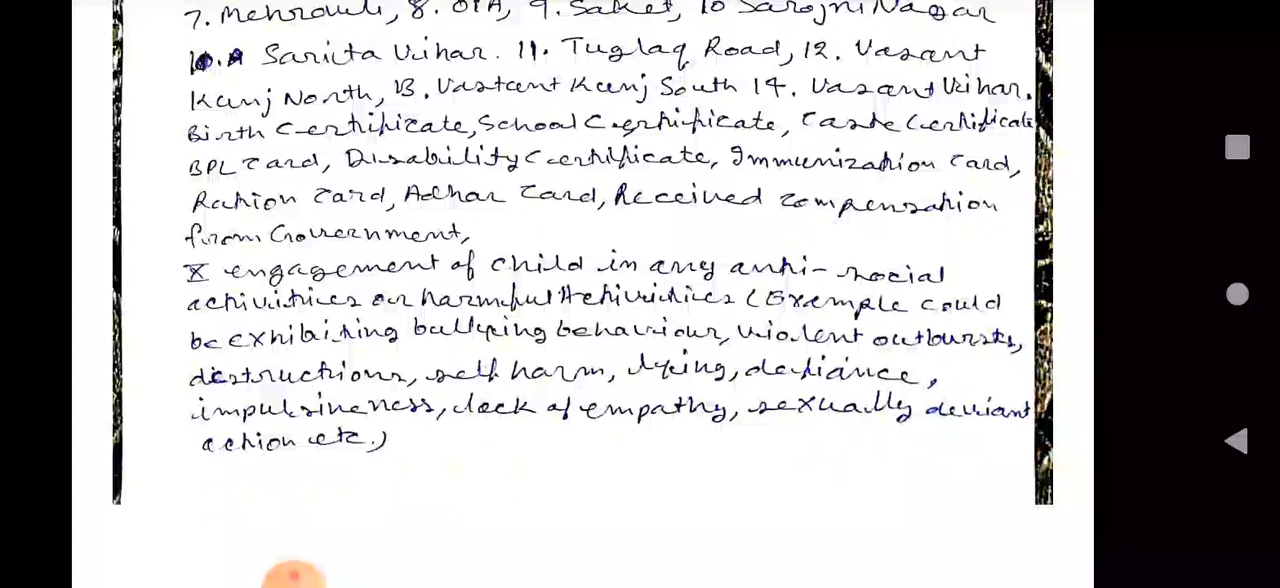 7. Mehrauli, 8. OIA, 9. Saket, 10 Sarojni Nagar
10.A Sarita Vihar. 11. Tuglaq Road, 12. Vasant
Kunj North, 13. Vastant Kunj South 14. Vasant Vihar.
Birth Certificate, School Certificate, Caste Certificate
BPL Card, Disability Certificate, Immunization Card,
Ration Card, Adhar Card, Received Compensation
from Government,
X engagement of child in any anti-social
activities or harmful Activities (Example could
be exhibiting bullying behaviour, violent outbursts,
destructions, self harm, lying, defiance,
impulsiveness, lack of empathy, sexually deviant
action etc.)